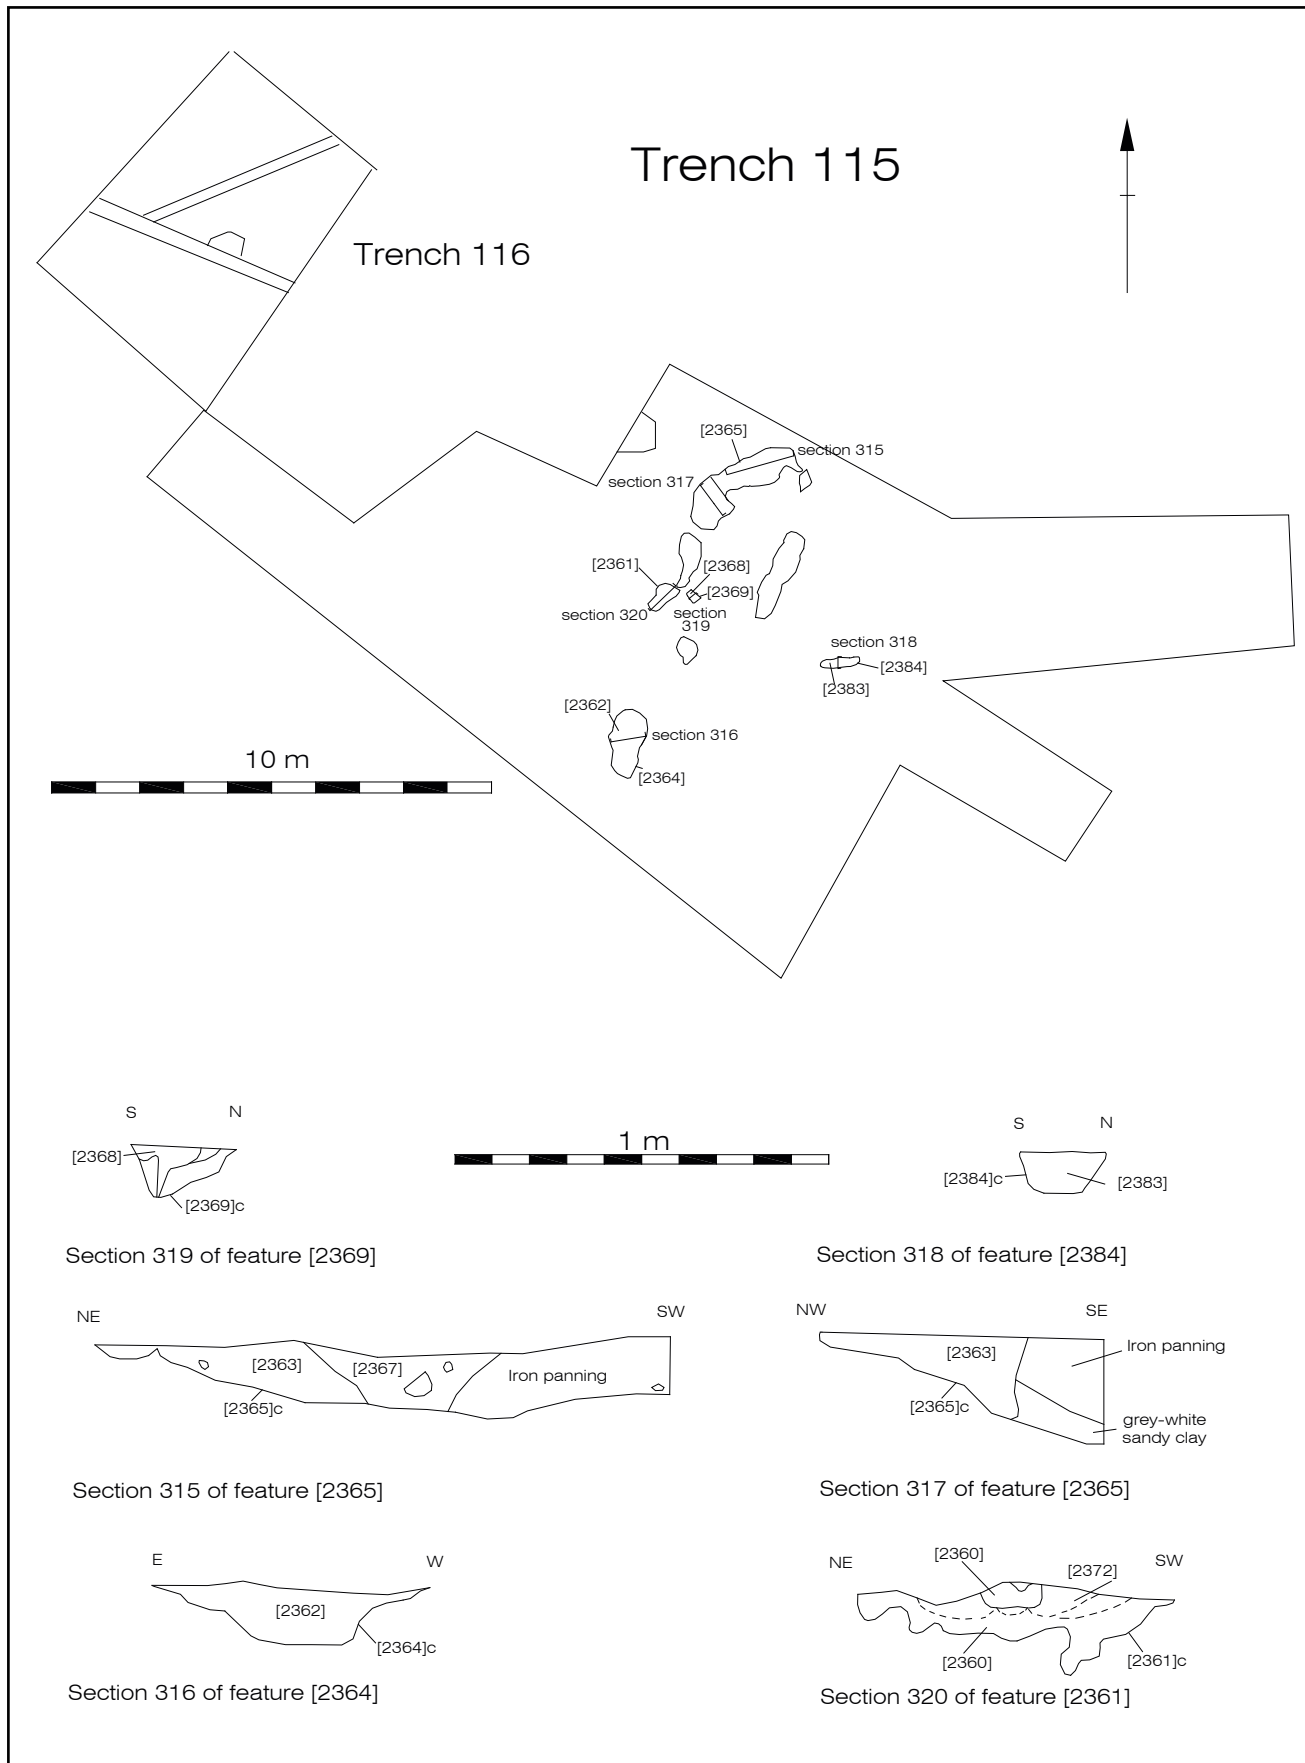 Trench 115
Trench 116
[2365]
section 315
section 317
[2361]
[2368]
[2369]
section 320
section
319
section 318
[2384]
[2383]
[2362]
section 316
[2364]
10 m
S N
[2368]
[2369]c
Section 319 of feature [2369]
1 m
S N
[2384]c
[2383]
Section 318 of feature [2384]
NE SW
[2363]
[2367]
Iron panning
[2365]c
Section 315 of feature [2365]
NW SE
[2363]
Iron panning
[2365]c
grey-white
sandy clay
Section 317 of feature [2365]
E W
[2362]
[2364]c
Section 316 of feature [2364]
NE SW
[2360]
[2372]
[2360]
[2361]c
Section 320 of feature [2361]